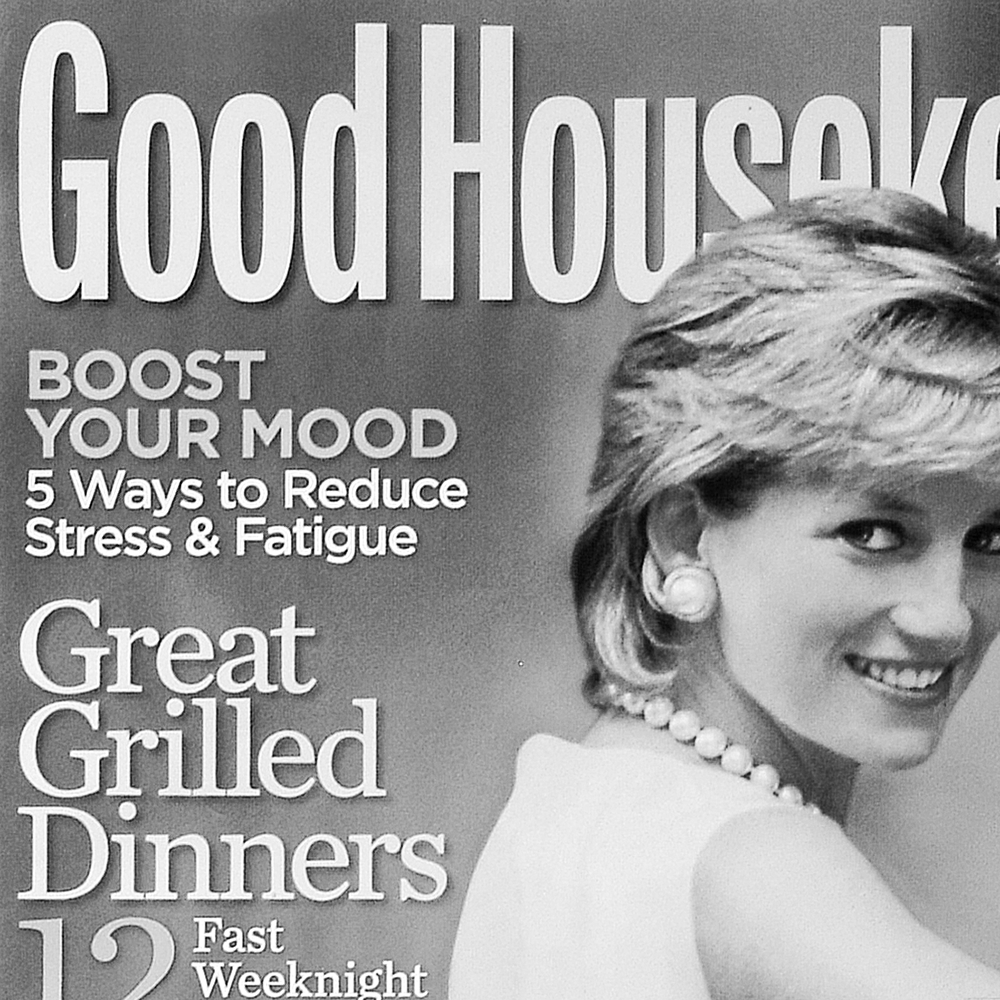 Good Houseke
BOOST
YOUR MOOD
5 Ways to Reduce
Stress & Fatigue
Great
Grilled
Dinners
12 Fast
Weeknight